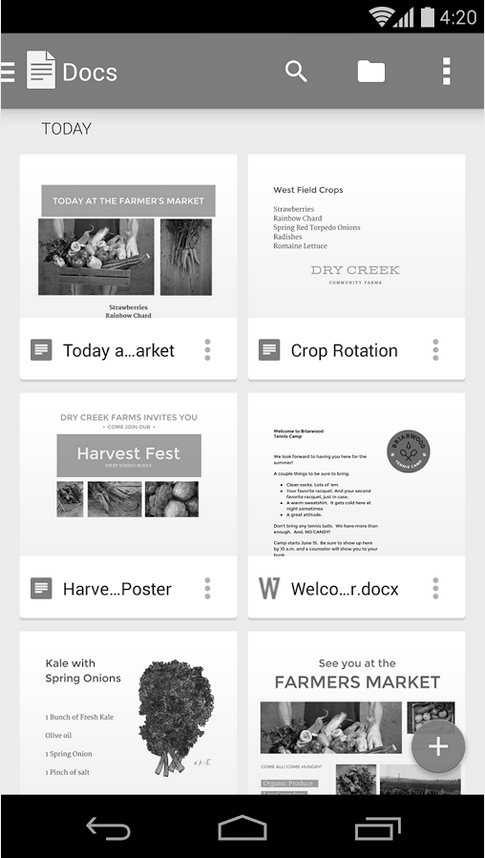 4:20
Docs
TODAY
TODAY AT THE FARMER'S MARKET
Strawberries
Rainbow Chard
Today a...arket
West Field Crops
Strawberries
Rainbow Chard
Spring Red Torpedo Onions
Radishes
Romaine Lettuce
DRY CREEK
COMMUNITY FARMS
Crop Rotation
DRY CREEK FARMS INVITES YOU
• COME JOIN OUR •
Harvest Fest
Harve...Poster
Welcome to Briarwood
Tennis Camp
BRIARWOOD
TENNIS CAMP
We look forward to having you here for the
summer!
A couple things to be sure to bring:
• Clean socks. Lots of 'em
• Your favorite racquet. And your second
favorite racquet, just in case.
• A warm sweatshirt. It gets cold here at
night sometimes
• A great attitude.
Don't bring any tennis balls. We have more than
enough. And, NO CANDY!
Camp starts June 15. Be sure to show up here
by 10 a.m. and a counselor will show you to your
bunk
W
Welco...r.docx
Kale with
Spring Onions
1 Bunch of Fresh Kale
Olive oil
1 Spring Onion
1 Pinch of salt
See you at the
FARMERS MARKET
COME ALL! COME HUNGRY!
Organic Produce
+